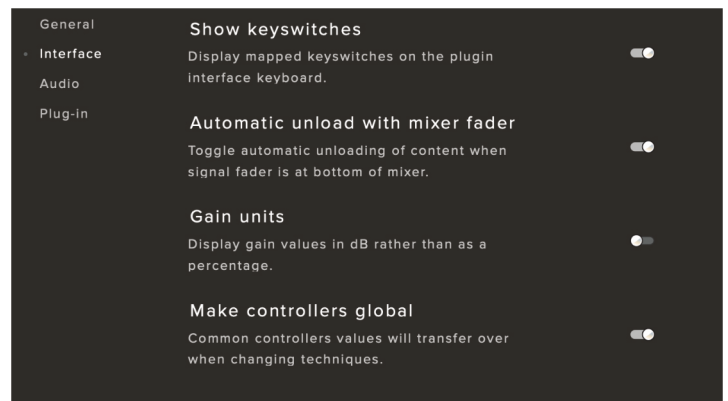 General
Interface
Audio
Plug-in
Show keyswitches
Display mapped keyswitches on the plugin
interface keyboard.
Automatic unload with mixer fader
Toggle automatic unloading of content when
signal fader is at bottom of mixer.
Gain units
Display gain values in dB rather than as a
percentage.
Make controllers global
Common controllers values will transfer over
when changing techniques.